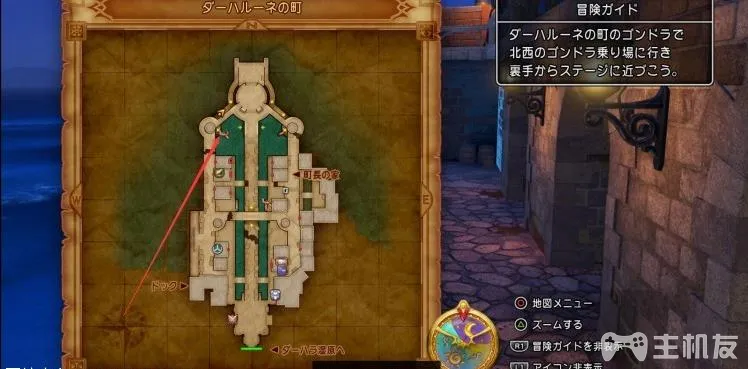 ダーハルーネの町
冒険ガイド
ダーハルーネの町のゴンドラで
北西のゴンドラ乗り場に行き
裏手からステージに近づこう。
N
W
E
町長の家
ドック
ダーハラ湿原へ
地図メニュー
ズームする
R1 冒険ガイドを非表示
L1 アイコン非表示
主机友